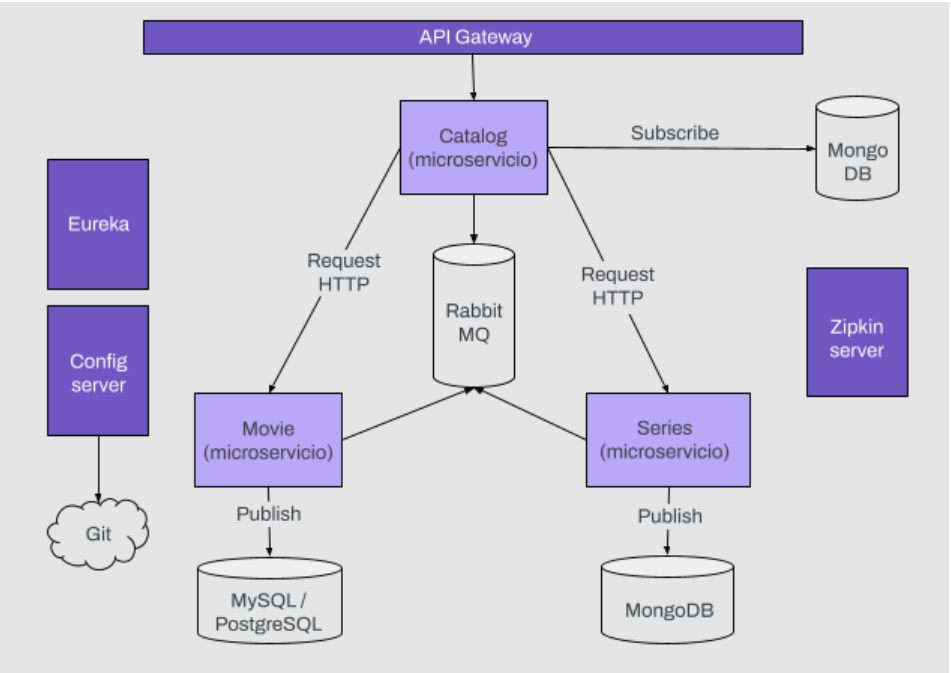 API Gateway
Catalog
(microservicio)
Subscribe
Mongo
DB
Eureka
Request
HTTP
Request
HTTP
Rabbit
MQ
Zipkin
server
Config
server
Movie
(microservicio)
Series
(microservicio)
Git
Publish
Publish
MySQL /
PostgreSQL
MongoDB